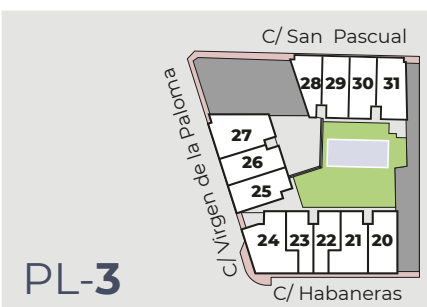 C/ San Pascual
28 29 30 31
C/ Virgen de la Paloma
27
26
25
24 23 22 21 20
PL-3
C/ Habaneras